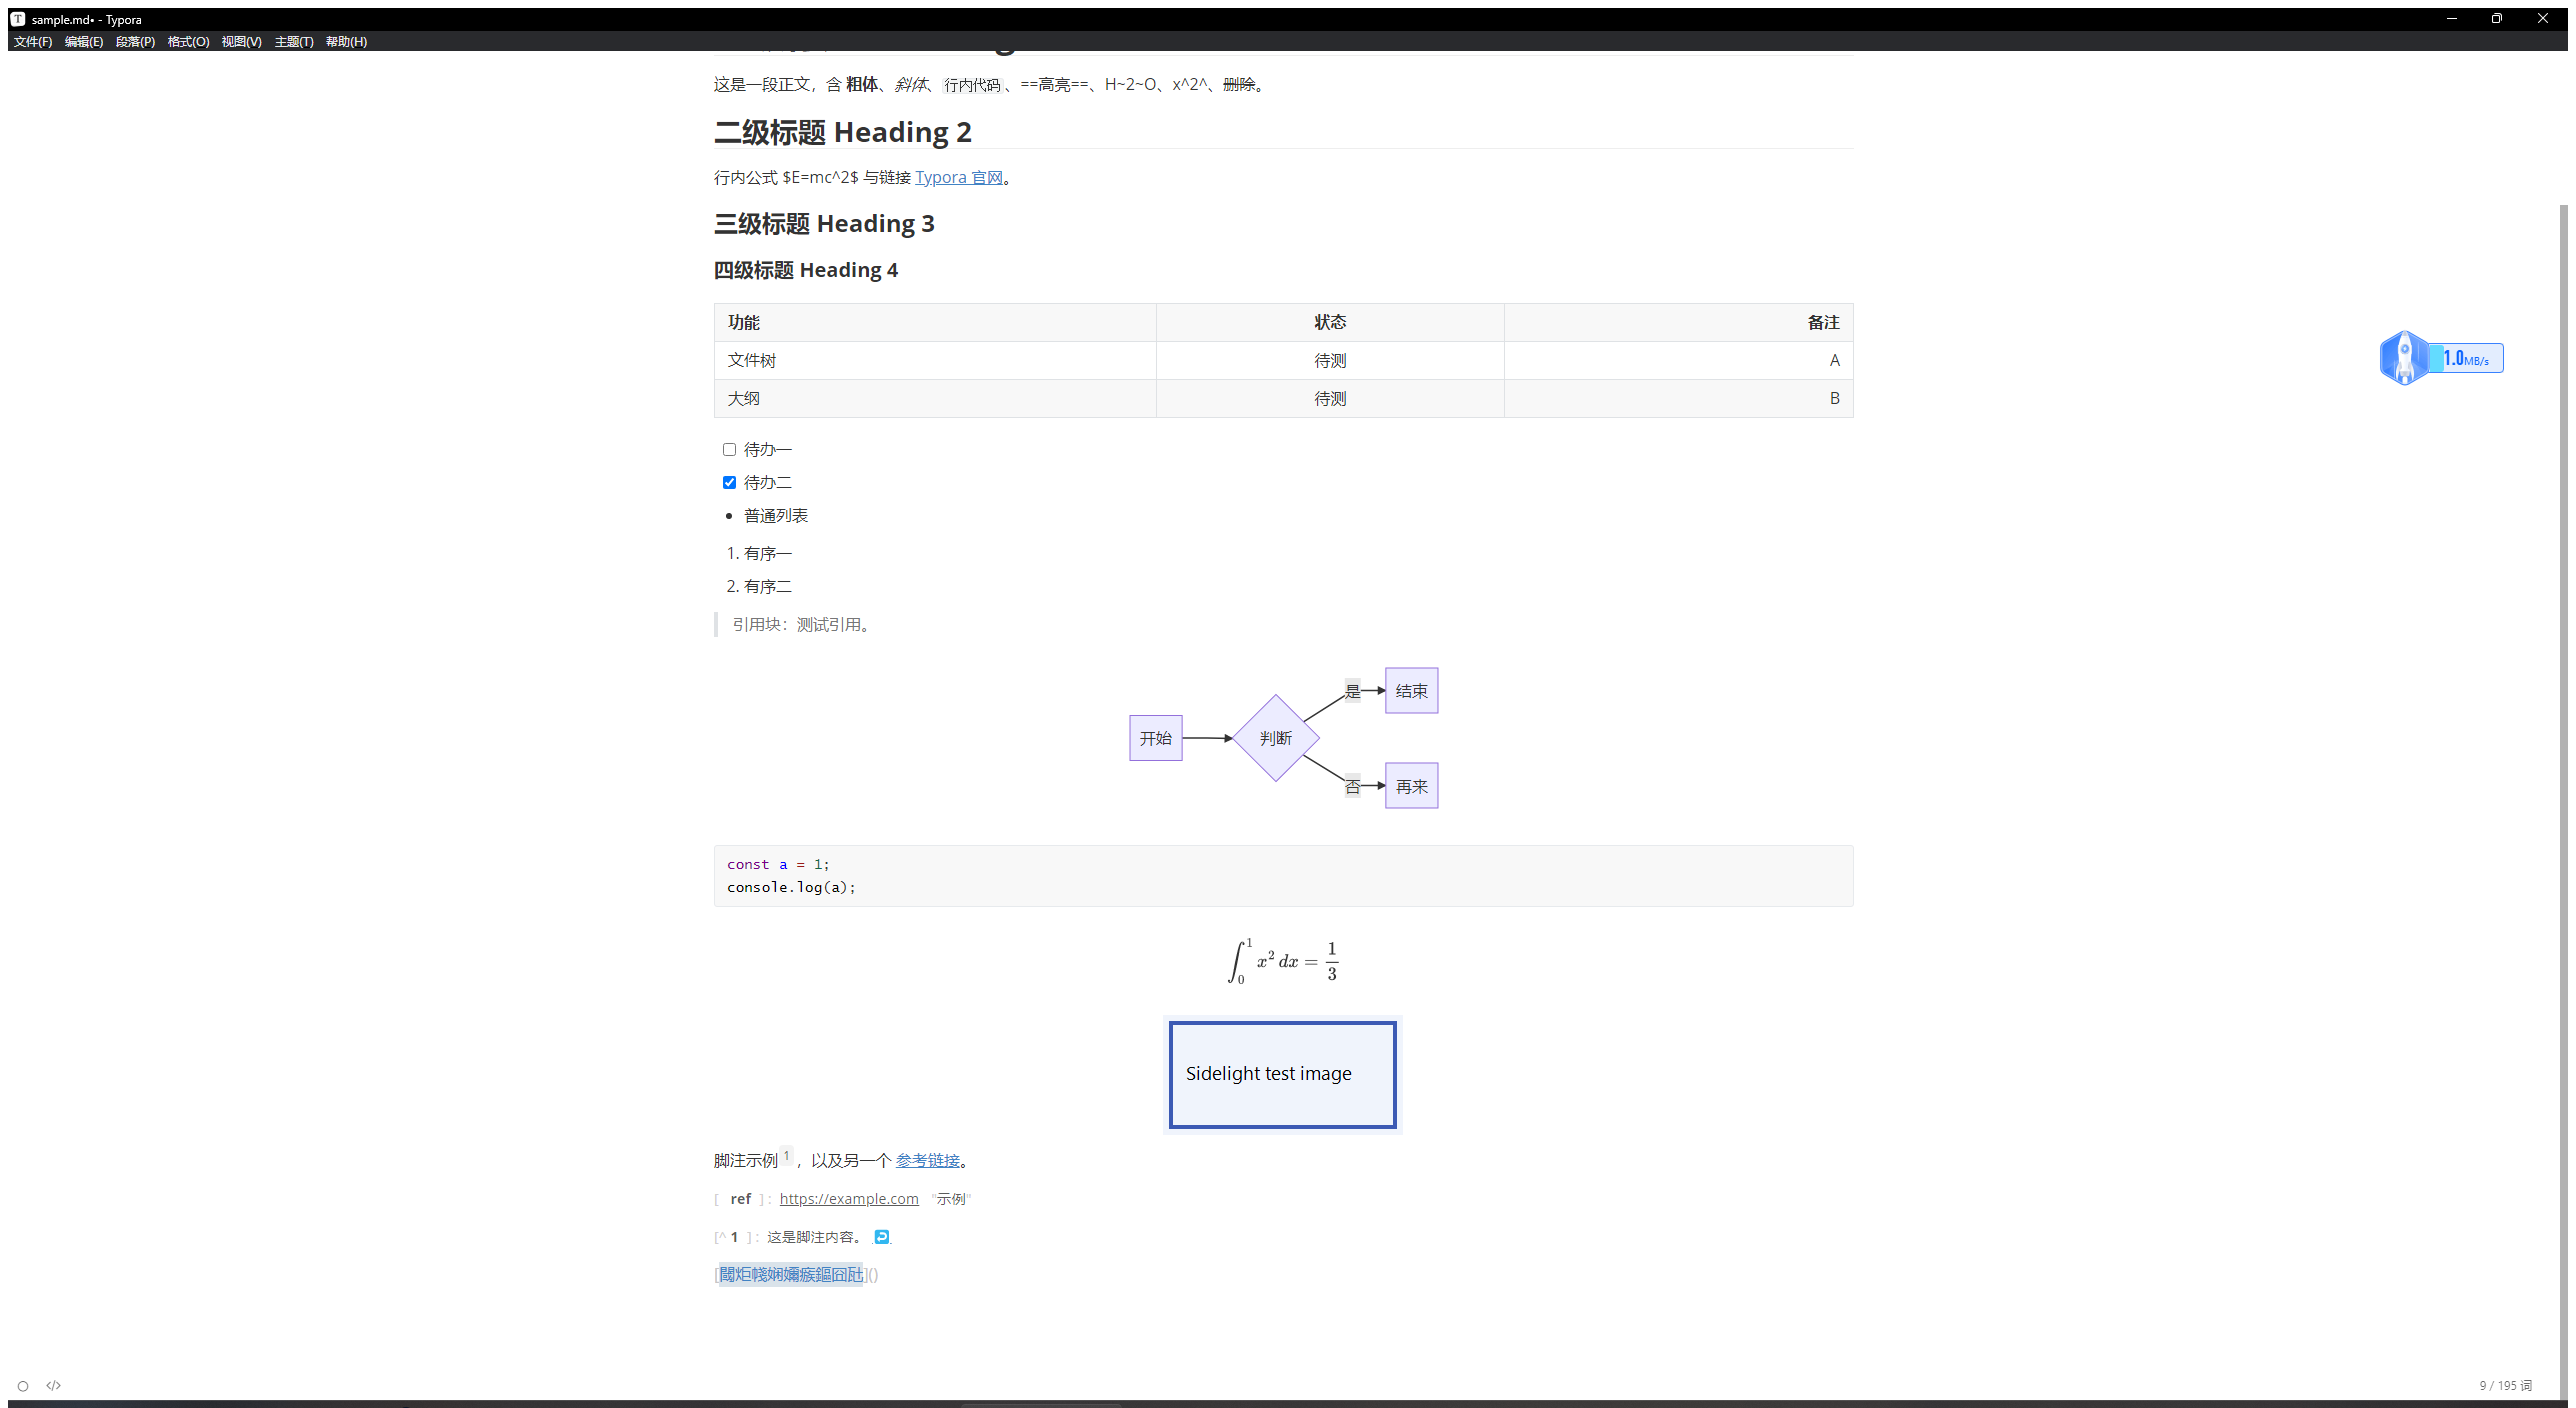 sample.md• - Typora
文件(F) 编辑(E) 段落(P) 格式(O) 视图(V) 主题(T) 帮助(H)
这是一段正文，含 粗体、斜体、行内代码、==高亮==、H~2~O、x^2^、删除。
二级标题 Heading 2
行内公式 $E=mc^2$ 与链接 Typora 官网。
三级标题 Heading 3
四级标题 Heading 4
功能 状态 备注
文件树 待测 A
大纲 待测 B
1.0MB/s
待办一
待办二
普通列表
1. 有序一
2. 有序二
引用块：测试引用。
开始 判断 是 结束
否 再来
const a = 1;
console.log(a);
∫₀¹ x² dx = 1/3
Sidelight test image
脚注示例1，以及另一个 参考链接。
[ ref ]: https://example.com "示例"
[^ 1 ]: 这是脚注内容。
9 / 195 词